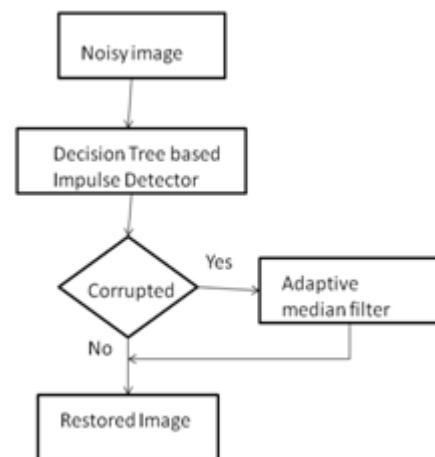 Noisy image
Decision Tree based
Impulse Detector
Yes
Corrupted
Adaptive
median filter
No
Restored Image